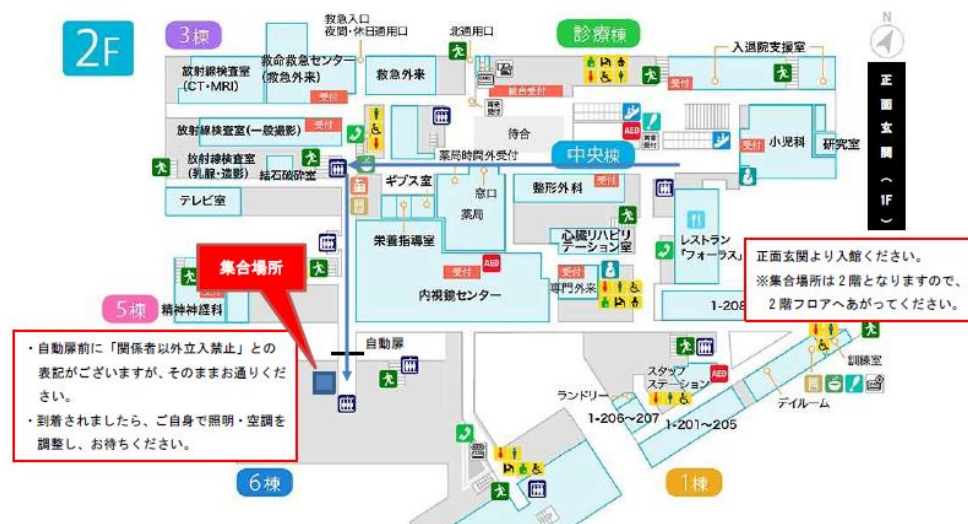 2F
3棟
救急入口
夜間・休日通用口
北通用口
診療棟
入退院支援室
N
放射線検査室
(CT・MRI)
救命救急センター
(救急外来)
救急外来
受付
総合受付
正面玄関（1F）
放射線検査室(一般撮影)
受付
待合
AED
受付
小児科
研究室
放射線検査室
(乳腺・造影)
結石破砕室
薬局時間外受付
中央棟
テレビ室
ギプス室
窓口
薬局
整形外科
受付
栄養指導室
心臓リハビリ
テーション室
レストラン
「フォーラス」
集合場所
受付
AED
内視鏡センター
受付
専門外来
1-208
正面玄関より入館ください。
※集合場所は２階となりますので、
２階フロアへあがってください。
5棟
受付
精神神経科
自動扉
・自動扉前に「関係者以外立入禁止」との
表記がございますが、そのままお通りくだ
さい。
・到着されましたら、ご自身で照明・空調を
調整し、お待ちください。
スタッフ
ステーション
AED
訓練室
デイルーム
ランドリー
1-206～207
1-201～205
6棟
1棟